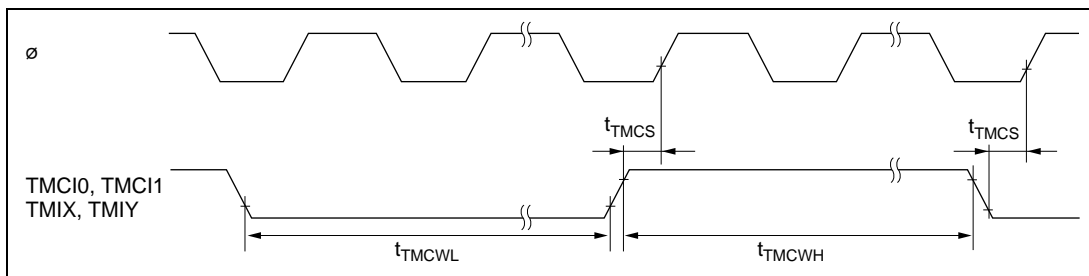 ø
tTMCS
tTMCS
TMCI0, TMCI1
TMIX, TMIY
tTMCWL
tTMCWH